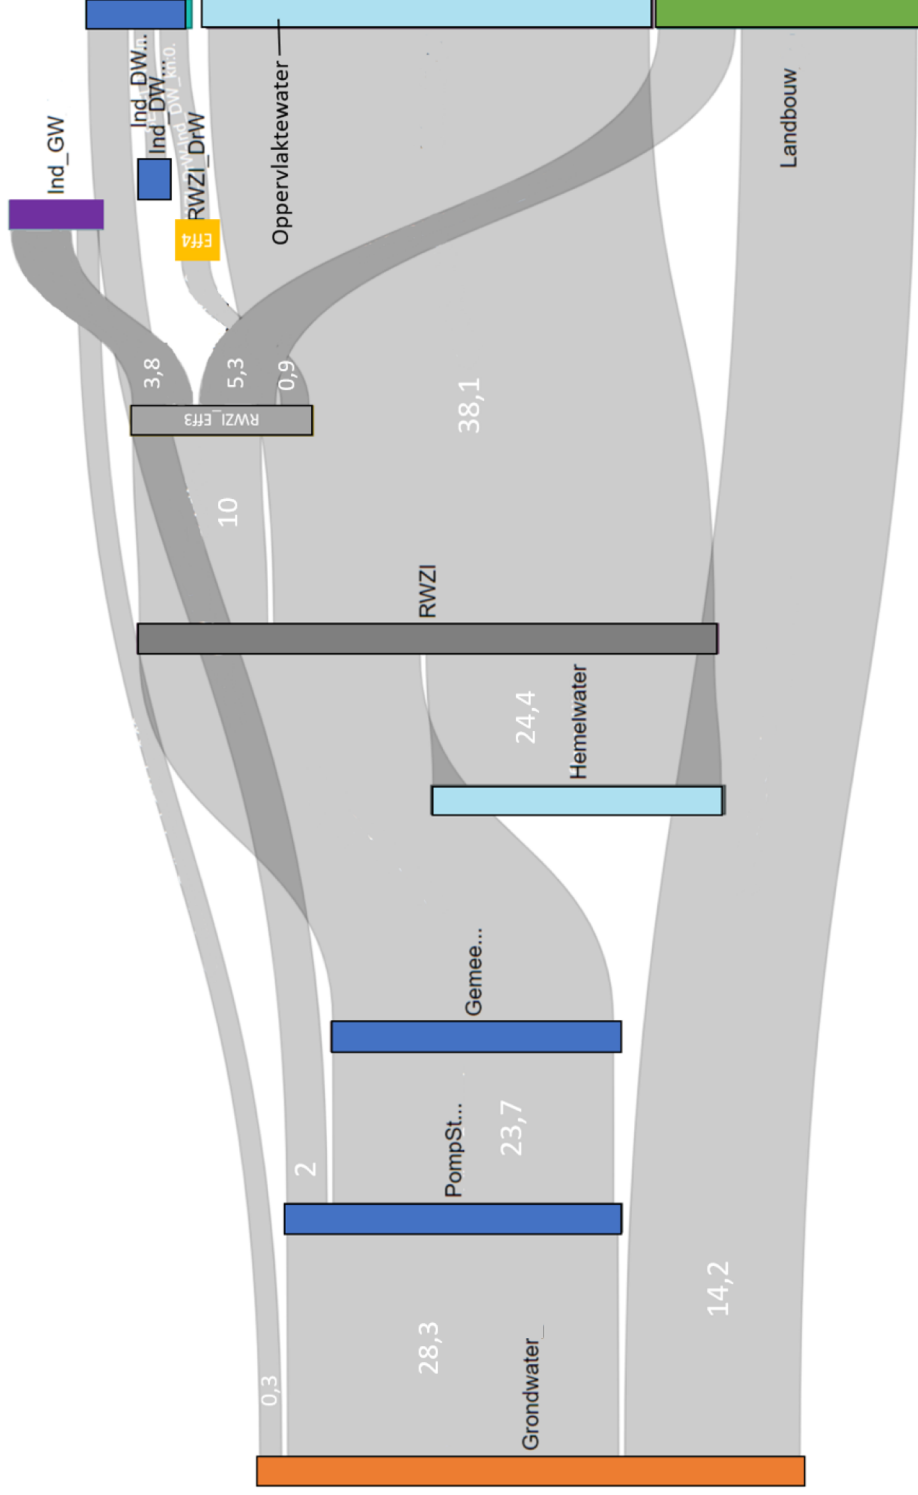 Ind_GW
Ind_DW...
Ind_DW...
RWZI_DrW
Eff4
Oppervlaktewater
Landbouw
3,8
5,3
0,9
RWZI_Eff3
38,1
10
RWZI
24,4
Hemelwater
Gemee...
PompSt...
23,7
2
14,2
28,3
0,3
Grondwater_